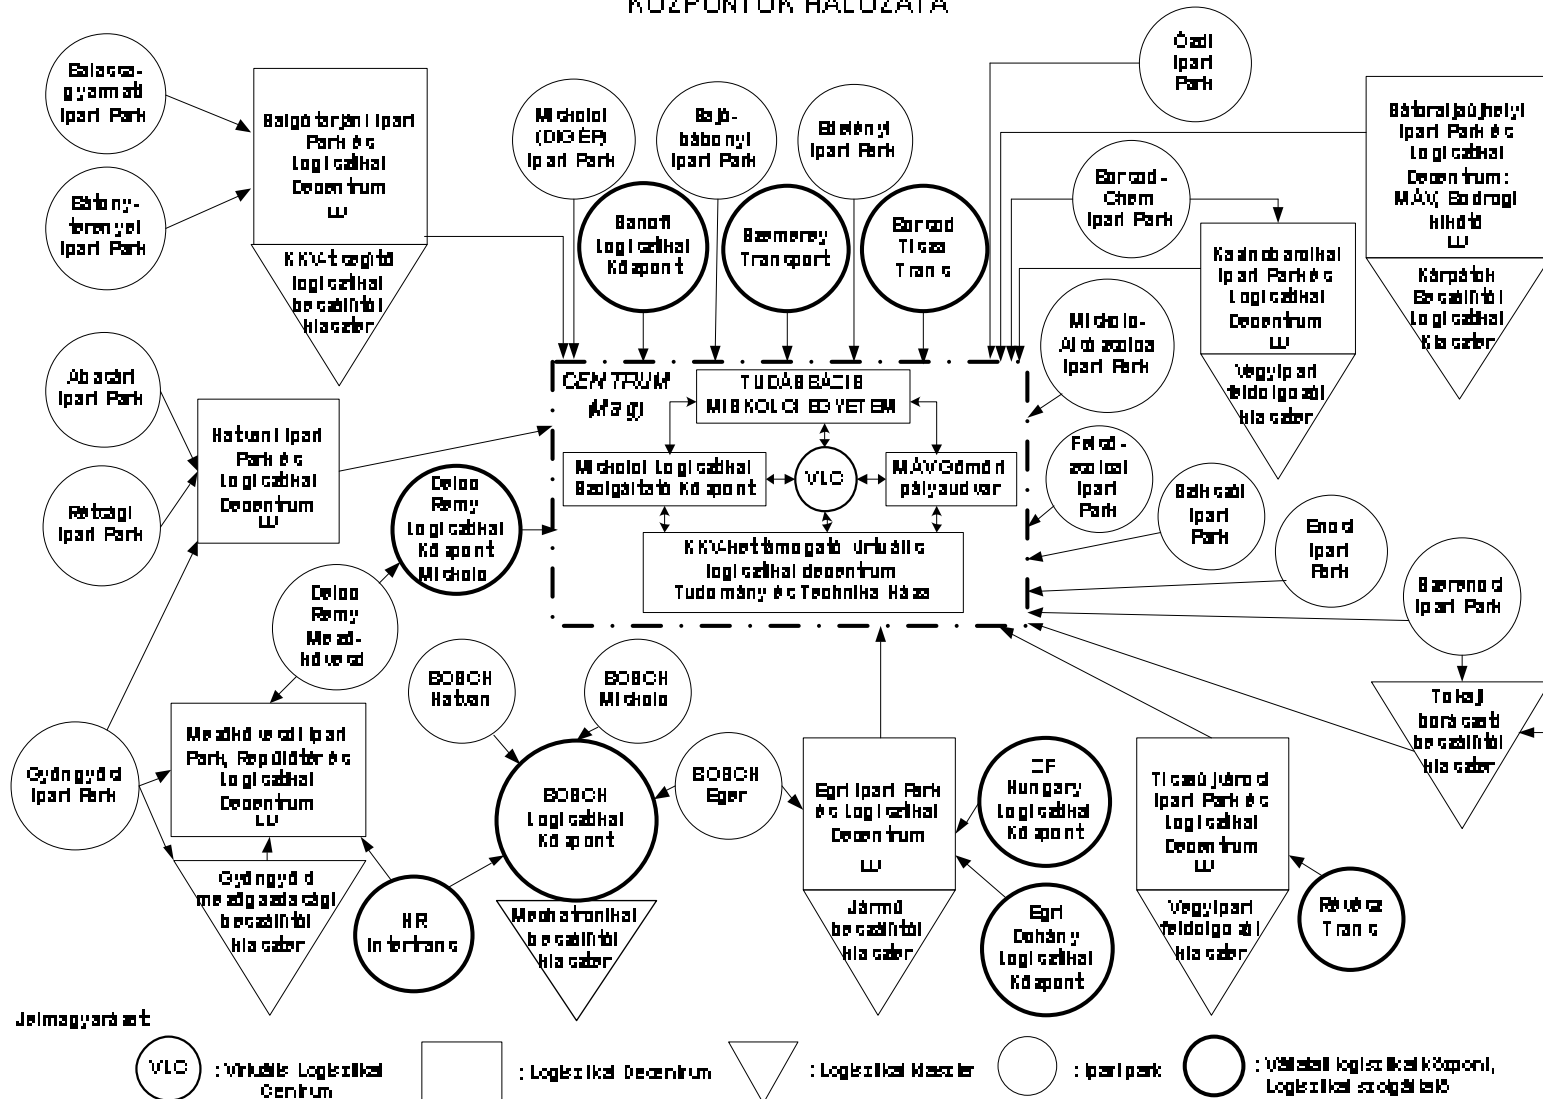 KÖZPONTOK HÁLÓZATA
Balassa-
gyarmati
Ipari Park
Bátony-
terenyei
Ipari Park
Salgótarjáni Ipari
Park és
Logisztikai
Decentrum
KKV-t segítő
logisztikai
beszállítói
klaszter
Miskolci
(DIGÉP)
Ipari Park
Sajó-
bábonyi
Ipari Park
Edelényi
Ipari Park
Ózdi
Ipari
Park
Sanofi
Logisztikai
Központ
Szemerey
Transport
Borsod
Tisza
Trans
Borsod-
Chem
Ipari Park
Sátoraljaújhelyi
Ipari Park és
Logisztikai
Decentrum:
MÁV, Bodrogi
kikötő
Kárpátok
Beszállítói
Logisztikai
Klaszter
Kazincbarcikai
Ipari Park és
Logisztikai
Decentrum
Vegyipari
feldolgozói
klaszter
Miskolc-
Alsózsolca
Ipari Park
Abasári
Ipari Park
Rétsági
Ipari Park
Hatvani Ipari
Park és
Logisztikai
Decentrum
CENTRUM
(Mag)
TUDÁSBÁZIS
MISKOLCI EGYETEM
Miskolci Logisztikai
Szolgáltató Központ
VLC
MÁV Gömöri
pályaudvar
KKV-ket támogató virtuális
logisztikai decentrum
Tudomány és Technika Háza
Felső-
zsolcai
Ipari
Park
Szikszói
Ipari
Park
Encsi
Ipari
Park
Szerencsi
Ipari Park
Delco
Remy
Logisztikai
Központ
Miskolc
Delco
Remy
Mező-
kövesd
BOSCH
Hatvan
BOSCH
Miskolc
BOSCH
Eger
Tokaji
borászati
beszállítói
klaszter
Gyöngyösi
Ipari Park
Mezőkövesdi Ipari
Park, Repülőtér és
Logisztikai
Decentrum
BOSCH
Logisztikai
Központ
Egri Ipari Park
és Logisztikai
Decentrum
ZF
Hungary
Logisztikai
Központ
Tiszaújvárosi
Ipari Park és
Logisztikai
Decentrum
Gyöngyösi
mezőgazdasági
beszállítói
klaszter
HR
Intertrans
Mechatronikai
beszállítói
klaszter
Jármű
beszállítói
klaszter
Egri
Dohány
Logisztikai
Központ
Vegyipari
feldolgozói
klaszter
Révész
Trans
Jelmagyarázat:
VLC
: Virtuális Logisztikai
Centrum
: Logisztikai Decentrum
: Logisztikai klaszter
: Ipari park
: Vállalati logisztikai központ,
Logisztikai szolgáltató